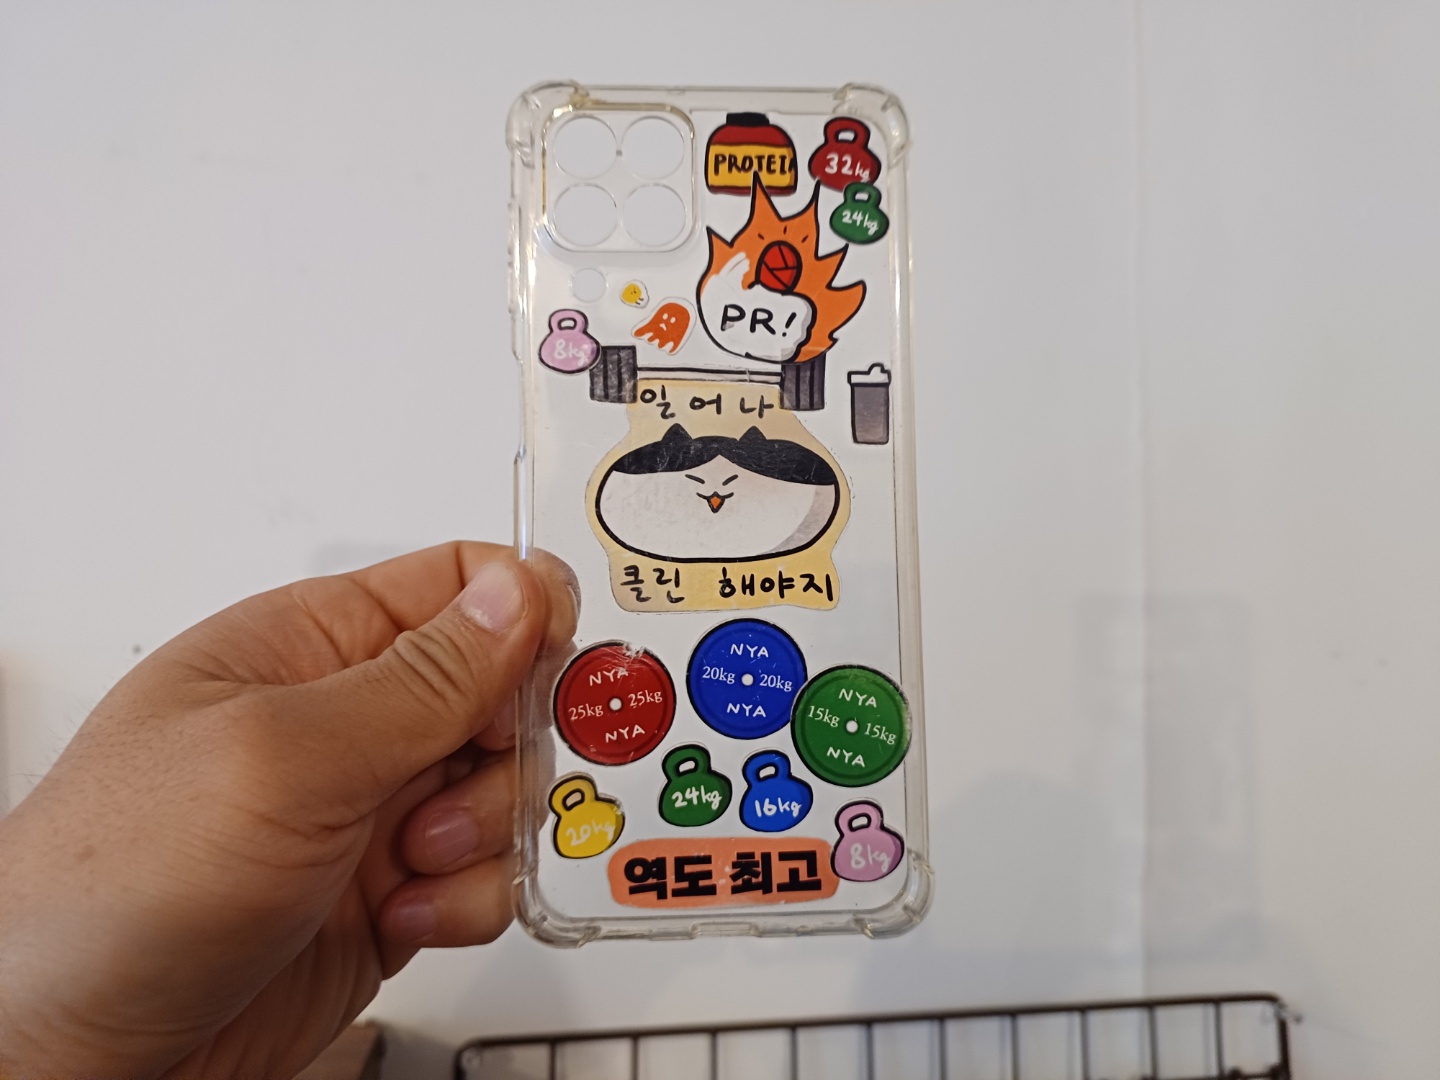 PROTEI
32kg
24kg
PR!
8kg
일어나
클린 해야지
NYA
25kg 25kg
NYA
NYA
20kg 20kg
NYA
NYA
15kg 15kg
NYA
20kg
24kg
16kg
8kg
역도 최고